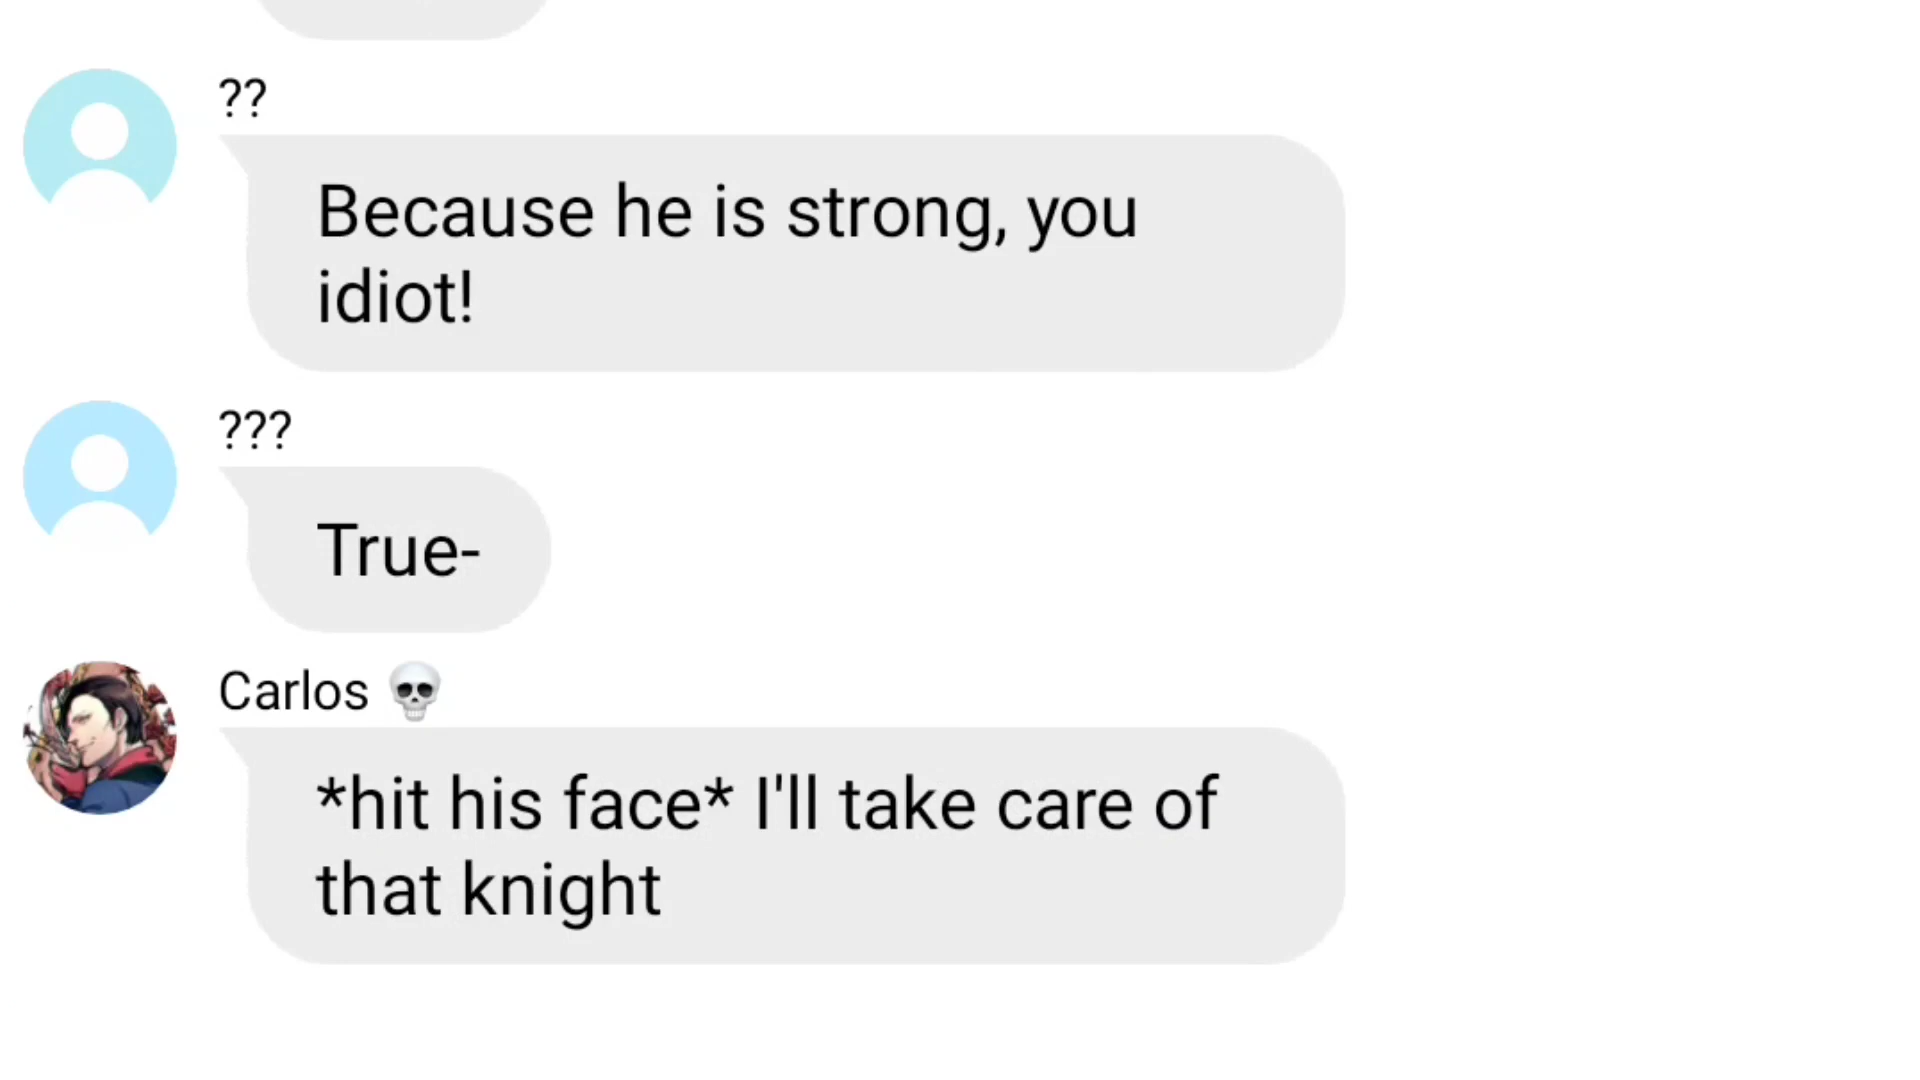 ??
Because he is strong, you
idiot!
???
True-
Carlos 💀
*hit his face* I'll take care of
that knight